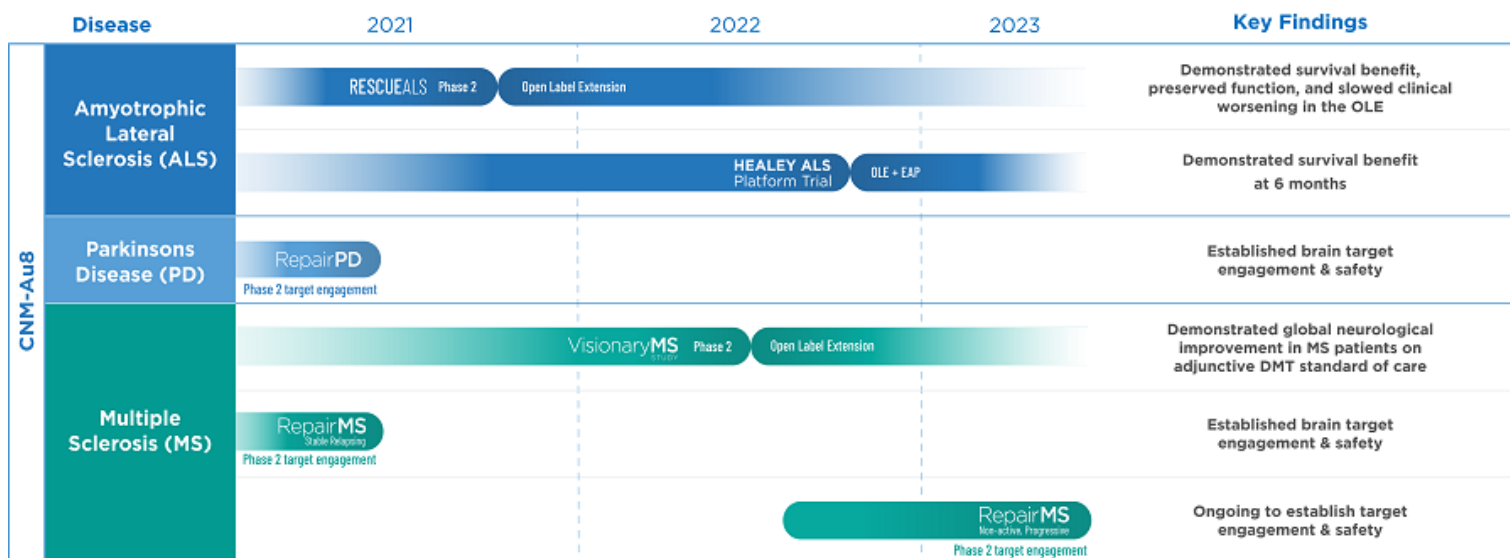 Disease 2021 2022 2023 Key Findings
CNM-Au8
Amyotrophic
Lateral
Sclerosis (ALS)
RESCUEALS Phase 2
Open Label Extension
Demonstrated survival benefit,
preserved function, and slowed clinical
worsening in the OLE
HEALEY ALS
Platform Trial
OLE + EAP
Demonstrated survival benefit
at 6 months
Parkinsons
Disease (PD)
RepairPD
Phase 2 target engagement
Established brain target
engagement & safety
Multiple
Sclerosis (MS)
VisionaryMS Phase 2
STUDY
Open Label Extension
Demonstrated global neurological
improvement in MS patients on
adjunctive DMT standard of care
RepairMS
Stable Relapsing
Phase 2 target engagement
Established brain target
engagement & safety
RepairMS
Non-active, Progressive
Phase 2 target engagement
Ongoing to establish target
engagement & safety